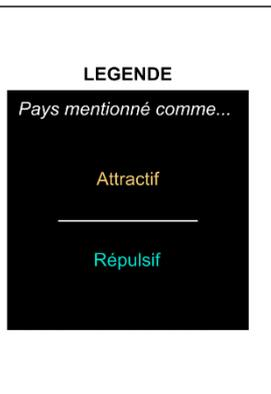 LEGENDE
Pays mentionné comme...
Attractif
Répulsif